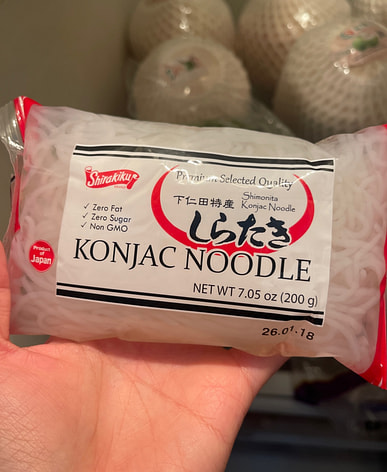 Shirakiku
Premium Selected Quality
Zero Fat
Zero Sugar
Non GMO
下仁田特産
Shimonita
Konjac Noodle
しらたき
Product of
Japan
KONJAC NOODLE
NET WT 7.05 oz (200 g)
26.01.18